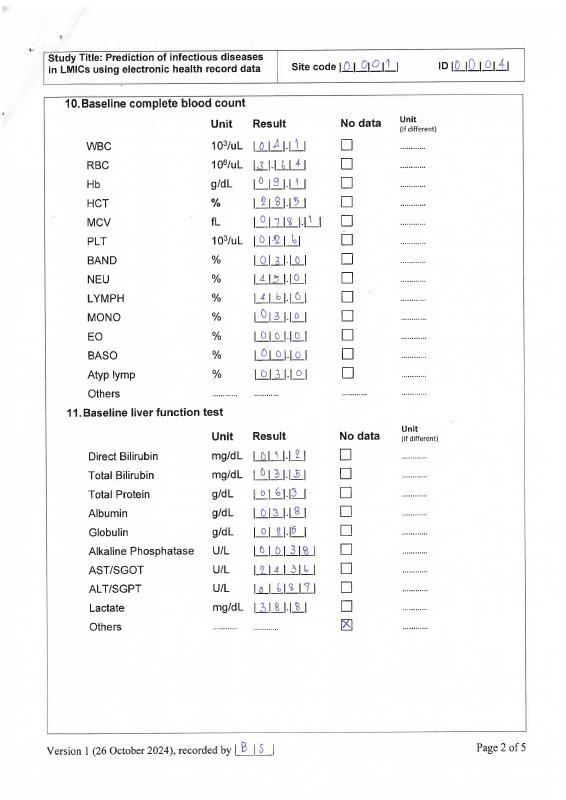 Study Title: Prediction of infectious diseases
in LMICs using electronic health record data
Site code |0|0|0|1| ID |0|0|0|4|
10. Baseline complete blood count
Unit Result No data Unit (If different)
WBC 10³/uL |0|4|.|1| ☐ ............
RBC 10⁶/uL |3|.|6|4| ☐ ............
Hb g/dL |0|9|.|1| ☐ ............
HCT % |2|8|.|5| ☐ ............
MCV fL |0|7|8|.|1| ☐ ............
PLT 10³/uL |0|2|6| ☐ ............
BAND % |0|3|.|0| ☐ ............
NEU % |4|5|.|0| ☐ ............
LYMPH % |4|6|.|0| ☐ ............
MONO % |0|3|.|0| ☐ ............
EO % |0|0|.|0| ☐ ............
BASO % |0|0|.|0| ☐ ............
Atyp lymp % |0|3|.|0| ☐ ............
Others ............ ............ ............ ............
11. Baseline liver function test
Unit Result No data Unit (If different)
Direct Bilirubin mg/dL |0|1|.|2| ☐ ............
Total Bilirubin mg/dL |0|3|.|5| ☐ ............
Total Protein g/dL |0|6|.|3| ☐ ............
Albumin g/dL |0|3|.|8| ☐ ............
Globulin g/dL |0|2|.|5| ☐ ............
Alkaline Phosphatase U/L |0|0|3|8| ☐ ............
AST/SGOT U/L |2|4|3|6| ☐ ............
ALT/SGPT U/L |0|6|8|7| ☐ ............
Lactate mg/dL |3|8|.|8| ☐ ............
Others ............ ............ ☒ ............
Version 1 (26 October 2024), recorded by |B|S| Page 2 of 5